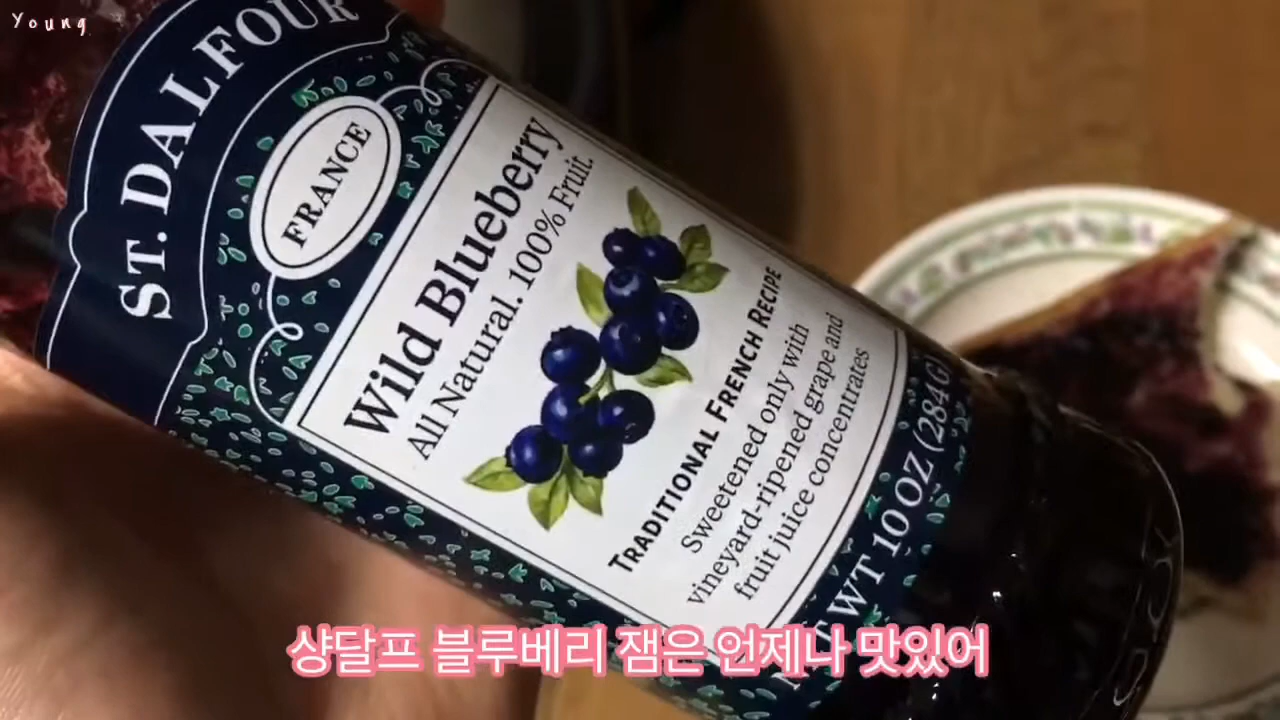 Young
ST. DALFOUR
FRANCE
Wild Blueberry
All Natural. 100% Fruit.
TRADITIONAL FRENCH RECIPE
Sweetened only with
vineyard-ripened grape and
fruit juice concentrates
WT 10 OZ (284G)
샹달프 블루베리 잼은 언제나 맛있어